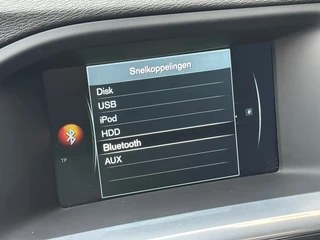 Snelkoppelingen
Disk
USB
iPod
HDD
Bluetooth
AUX
TP